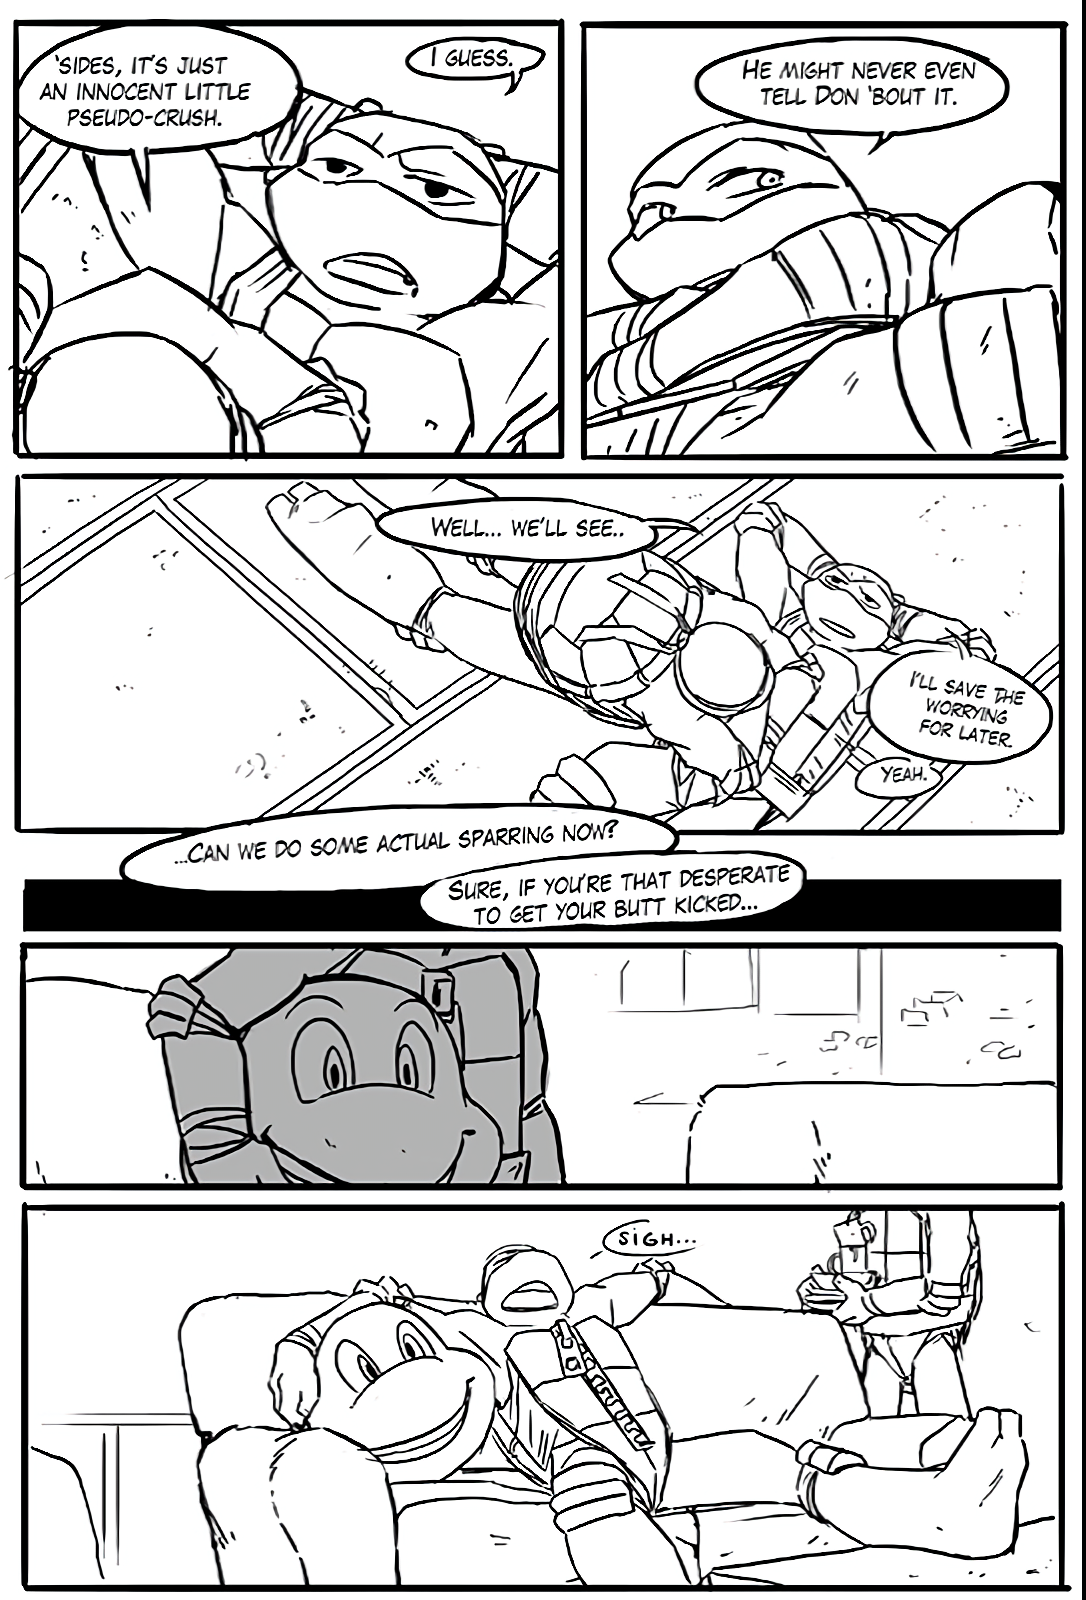 'SIDES, IT'S JUST
AN INNOCENT LITTLE
PSEUDO-CRUSH.
I GUESS.
HE MIGHT NEVER EVEN
TELL DON 'BOUT IT.
WELL... WE'LL SEE..
I'LL SAVE THE
WORRYING
FOR LATER.
YEAH.
...CAN WE DO SOME ACTUAL SPARRING NOW?
SURE, IF YOU'RE THAT DESPERATE
TO GET YOUR BUTT KICKED...
SIGH...